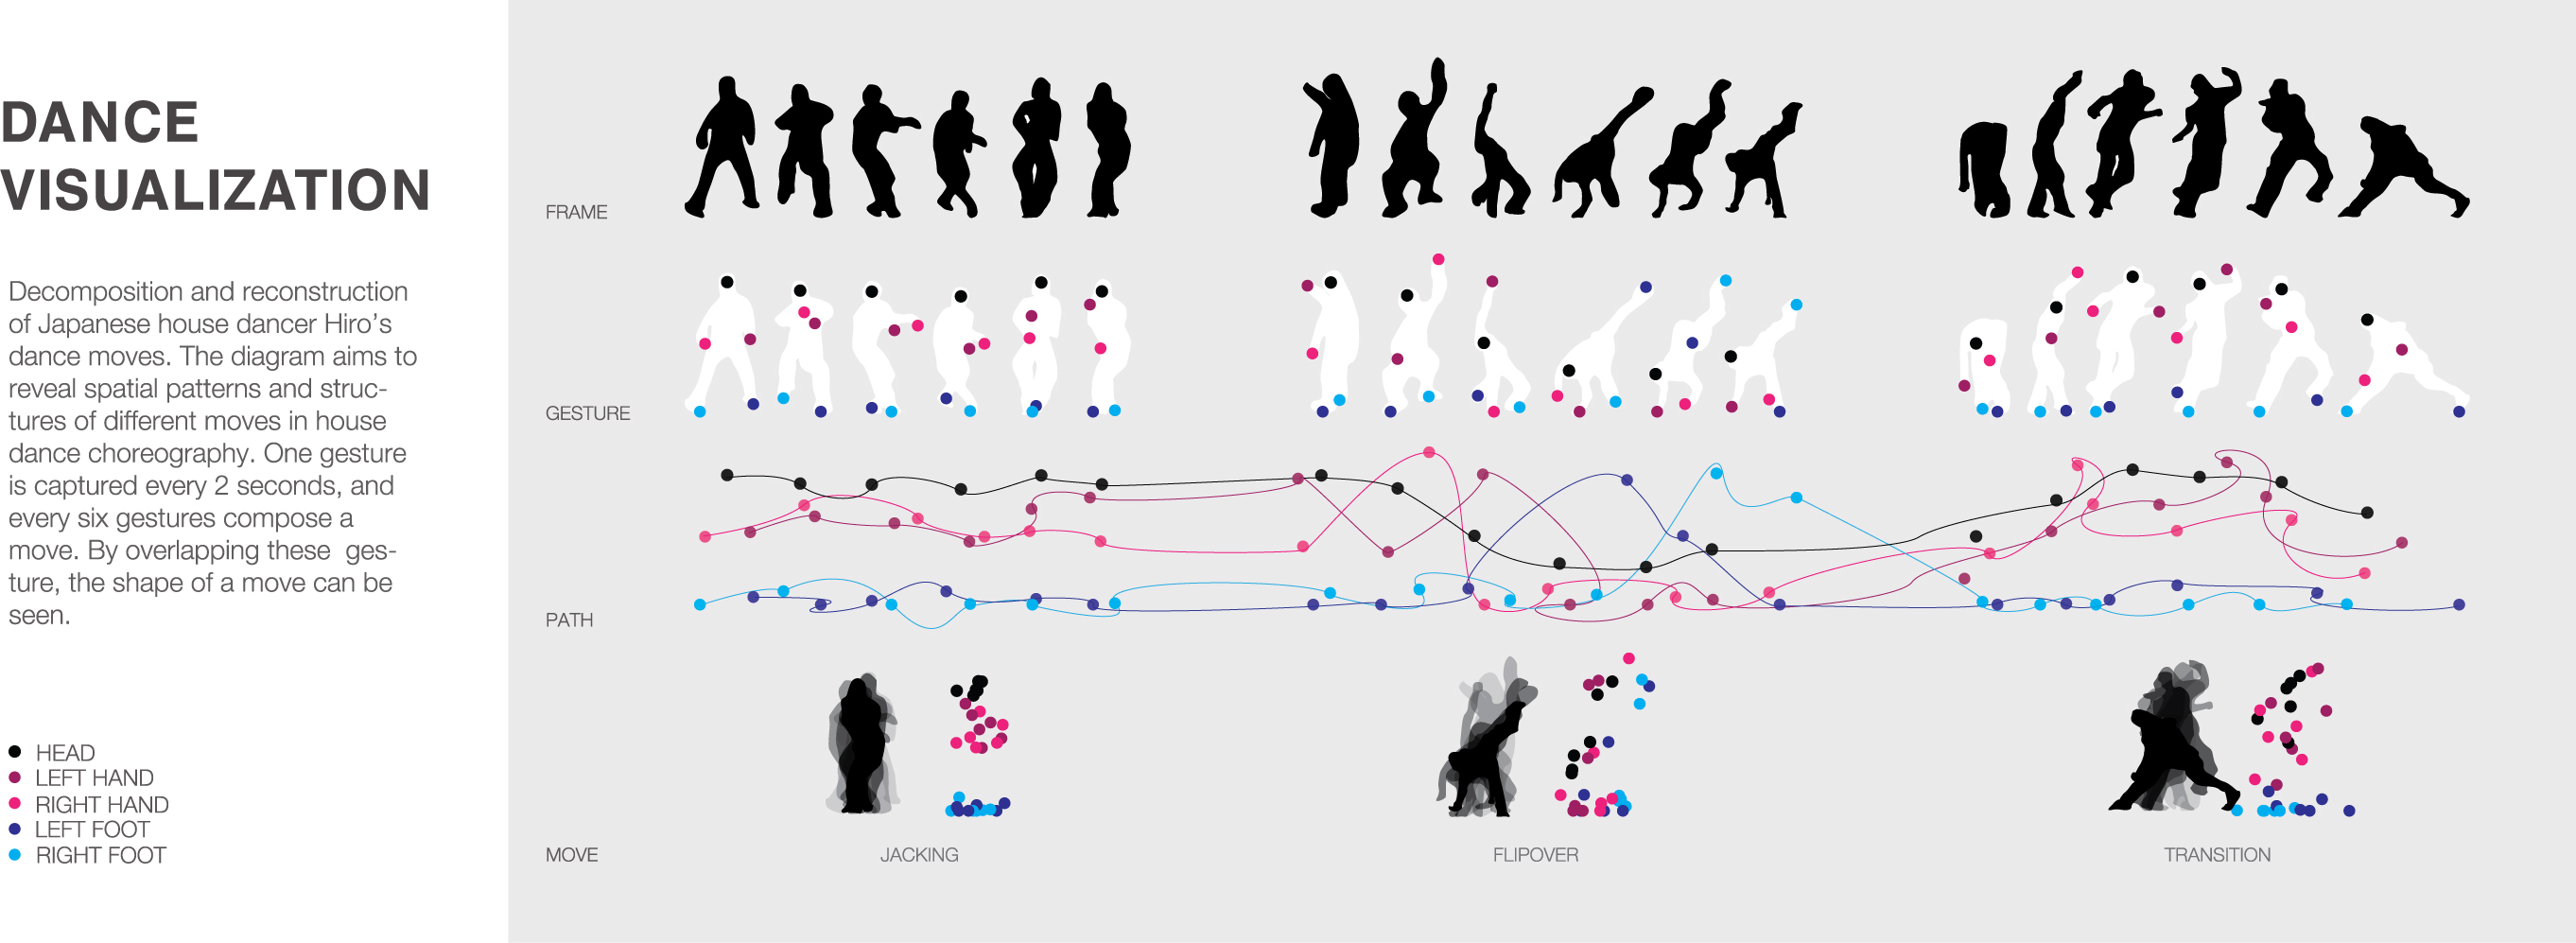 DANCE
VISUALIZATION
Decomposition and reconstruction
of Japanese house dancer Hiro's
dance moves. The diagram aims to
reveal spatial patterns and struc-
tures of different moves in house
dance choreography. One gesture
is captured every 2 seconds, and
every six gestures compose a
move. By overlapping these  ges-
ture, the shape of a move can be
seen.
HEAD
LEFT HAND
RIGHT HAND
LEFT FOOT
RIGHT FOOT
FRAME
GESTURE
PATH
MOVE
JACKING
FLIPOVER
TRANSITION